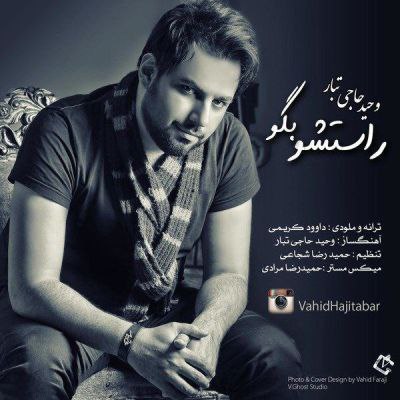 وحید حاجی تبار
راستشو بگو
ترانه و ملودی : داوود کریمی
آهنگساز : وحید حاجی تبار
تنظیم : حمید رضا شجاعی
میکس مستر : حمیدرضا مرادی
VahidHajitabar
Photo & Cover Design by Vahid Faraji
V.Ghost Studio